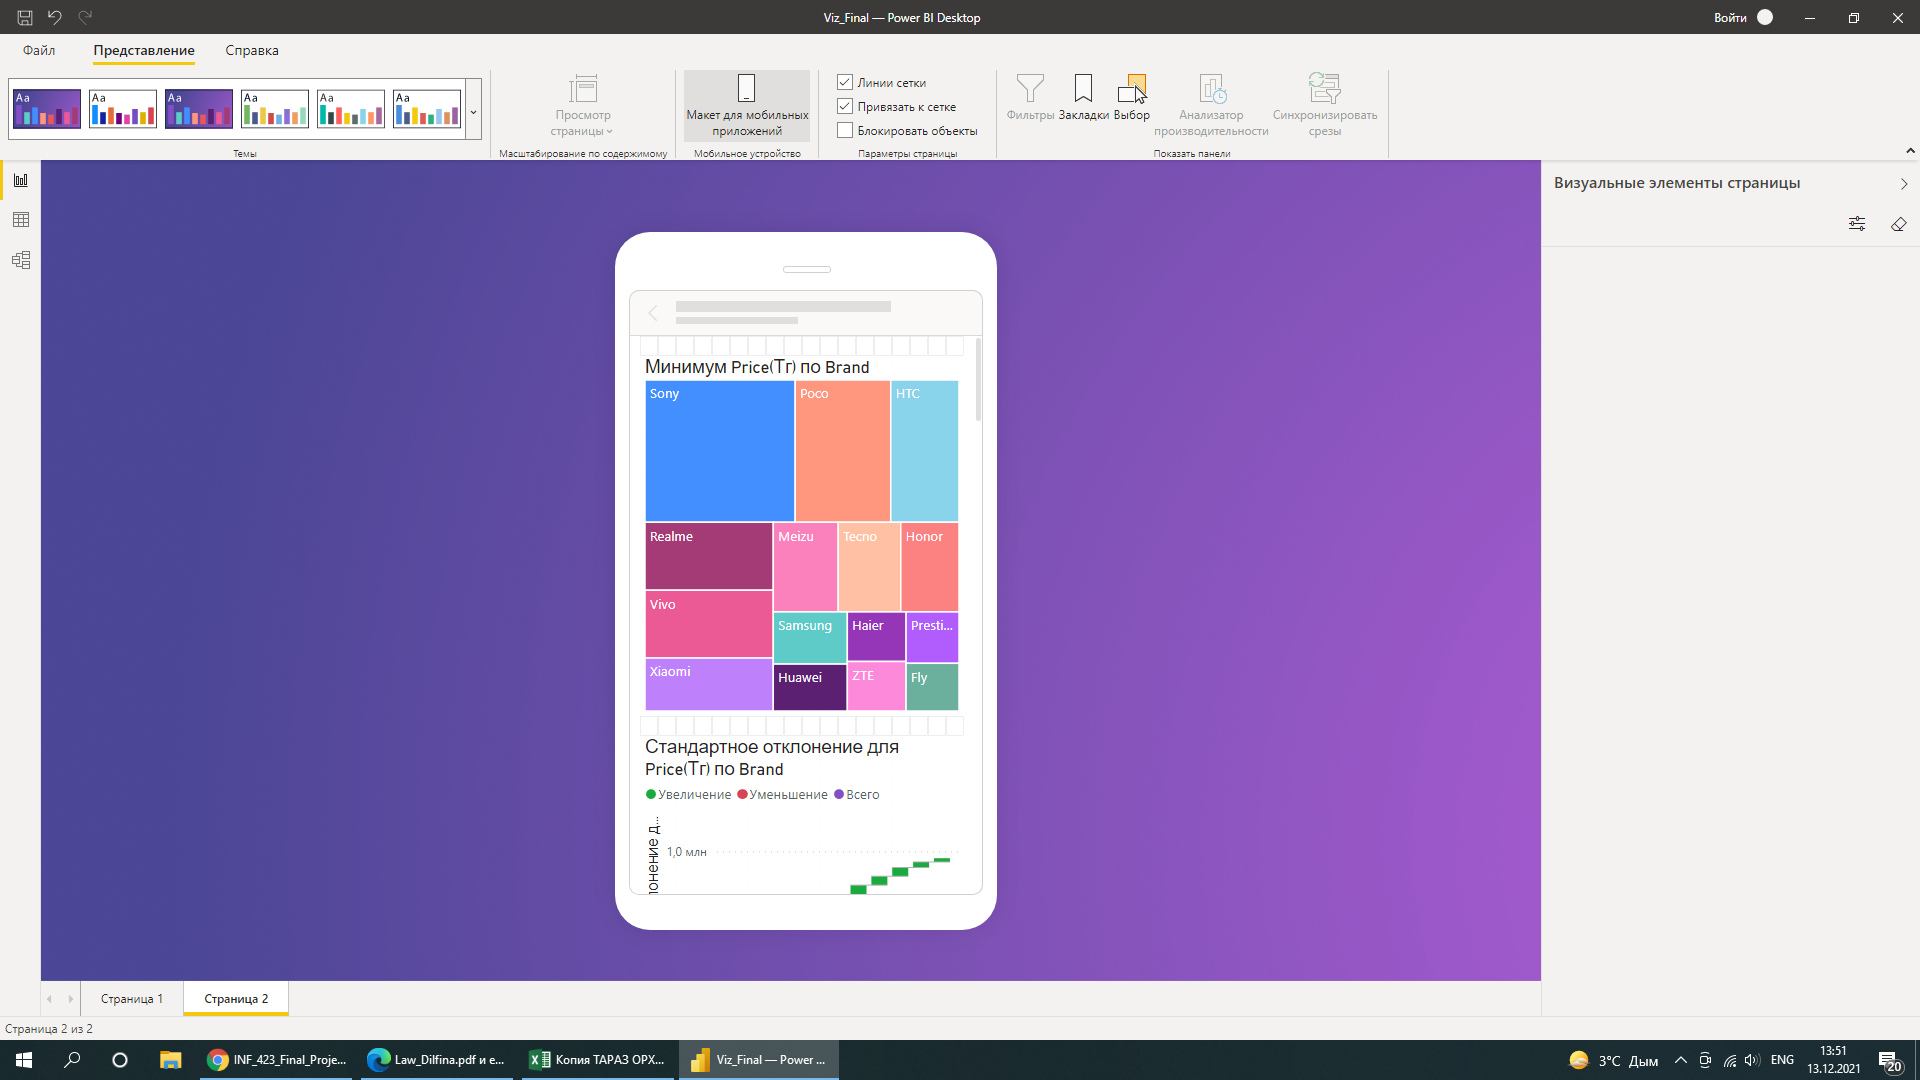 Viz_Final — Power BI Desktop
Войти
Файл
Представление
Справка
Aa
Aa
Aa
Aa
Aa
Aa
Темы
Просмотр
страницы
Масштабирование по содержимому
Макет для мобильных
приложений
Мобильное устройство
Линии сетки
Привязать к сетке
Блокировать объекты
Параметры страницы
Фильтры
Закладки
Выбор
Анализатор
производительности
Синхронизировать
срезы
Показать панели
Визуальные элементы страницы
Минимум Price(Тг) по Brand
Sony
Poco
HTC
Realme
Meizu
Tecno
Honor
Vivo
Samsung
Haier
Presti...
Xiaomi
Huawei
ZTE
Fly
Стандартное отклонение для
Price(Тг) по Brand
Увеличение
Уменьшение
Всего
лонение д...
1,0 млн
Страница 1
Страница 2
Страница 2 из 2
INF_423_Final_Proje...
Law_Dilfina.pdf и е...
Копия ТАРАЗ ОРХ...
Viz_Final — Power ...
3°C Дым
ENG
13:51
13.12.2021
20